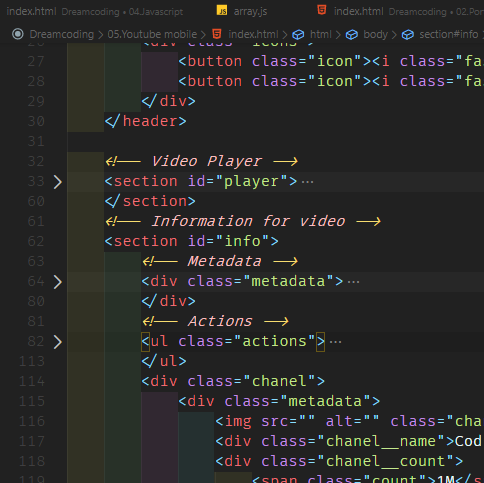 index.html Dreamcoding • 04.Javascript array.js index.html Dreamcoding • 02.Por
Dreamcoding > 05.Youtube mobile > index.html > html > body > section#info
26 <div class="icons">
27 <button class="icon"><i class="fa
28 <button class="icon"><i class="fa.
29 </div>
30 </header>
31
32 <!-- Video Player -->
33 <section id="player">…
60 </section>
61 <!-- Information for video -->
62 <section id="info">
63 <!-- Metadata -->
64 <div class="metadata">…
80 </div>
81 <!-- Actions -->
82 <ul class="actions">…
113 </ul>
114 <div class="chanel">
115 <div class="metadata">
116 <img src="" alt="" class="cha
117 <div class="chanel__name">Cod
118 <div class="chanel__count">
119 <span class="count">1M</s